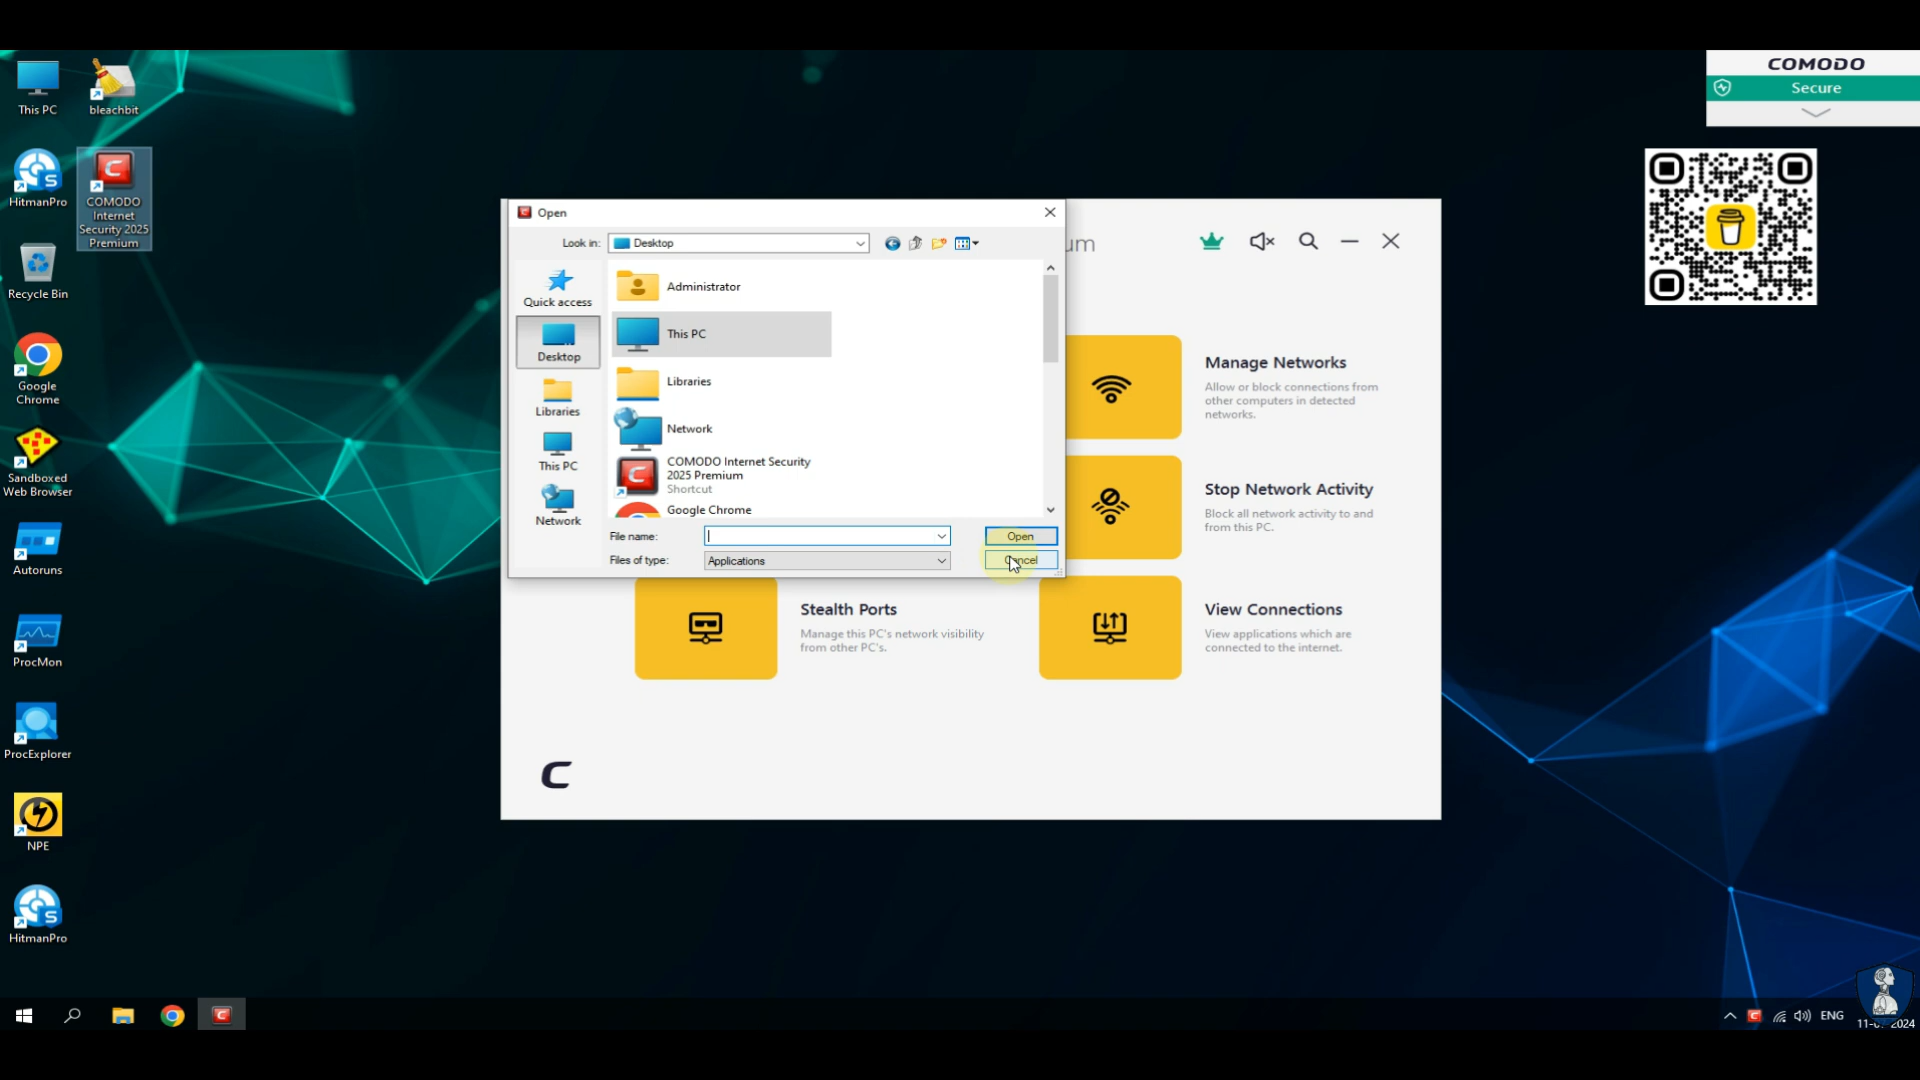 This PC
bleachbit
HitmanPro
COMODO
Internet
Security 2025
Premium
Recycle Bin
Google
Chrome
Sandboxed
Web Browser
Autoruns
ProcMon
ProcExplorer
NPE
HitmanPro
COMODO
Secure
Open
Look in:
Desktop
Quick access
Desktop
Libraries
This PC
Network
Administrator
This PC
Libraries
Network
COMODO Internet Security
2025 Premium
Shortcut
Google Chrome
File name:
Open
Files of type:
Applications
Cancel
um
Manage Networks
Allow or block connections from
other computers in detected
networks.
Stop Network Activity
Block all network activity to and
from this PC.
Stealth Ports
Manage this PC's network visibility
from other PC's.
View Connections
View applications which are
connected to the internet.
ENG